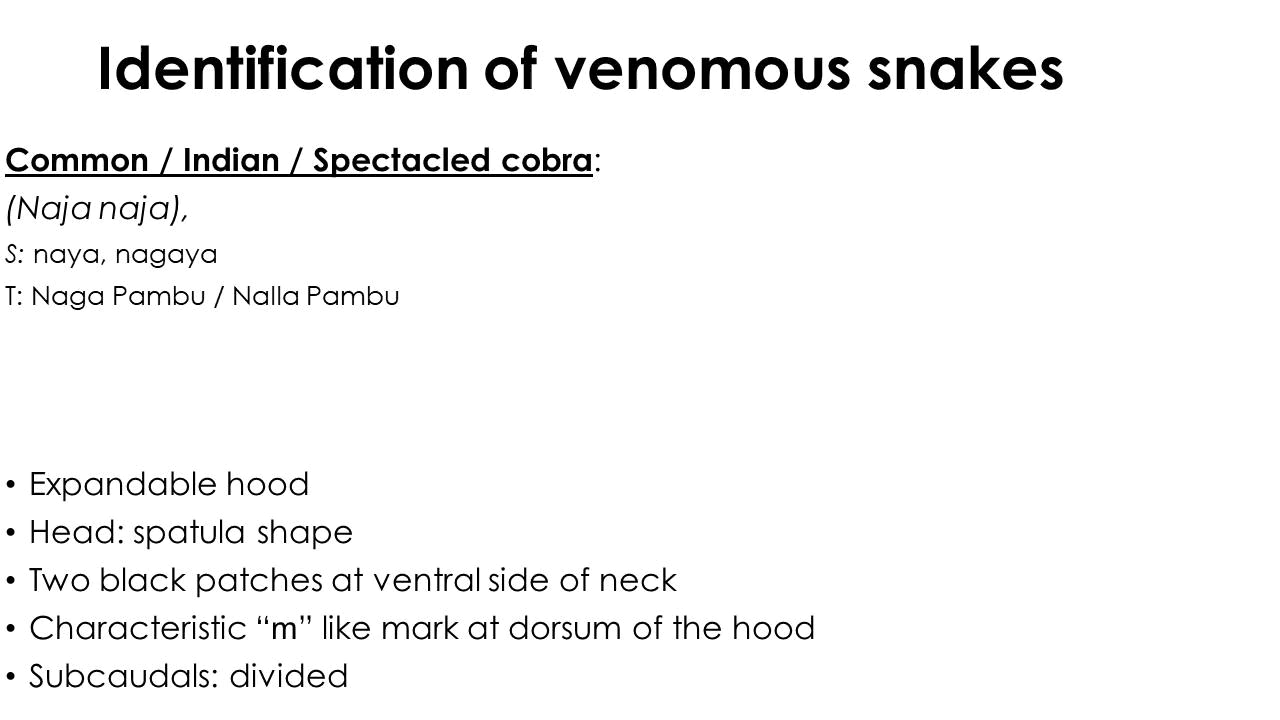 Identification of venomous snakes
Common / Indian / Spectacled cobra:
(Naja naja),
S: naya, nagaya
T: Naga Pambu / Nalla Pambu
• Expandable hood
• Head: spatula shape
• Two black patches at ventral side of neck
• Characteristic “m” like mark at dorsum of the hood
• Subcaudals: divided